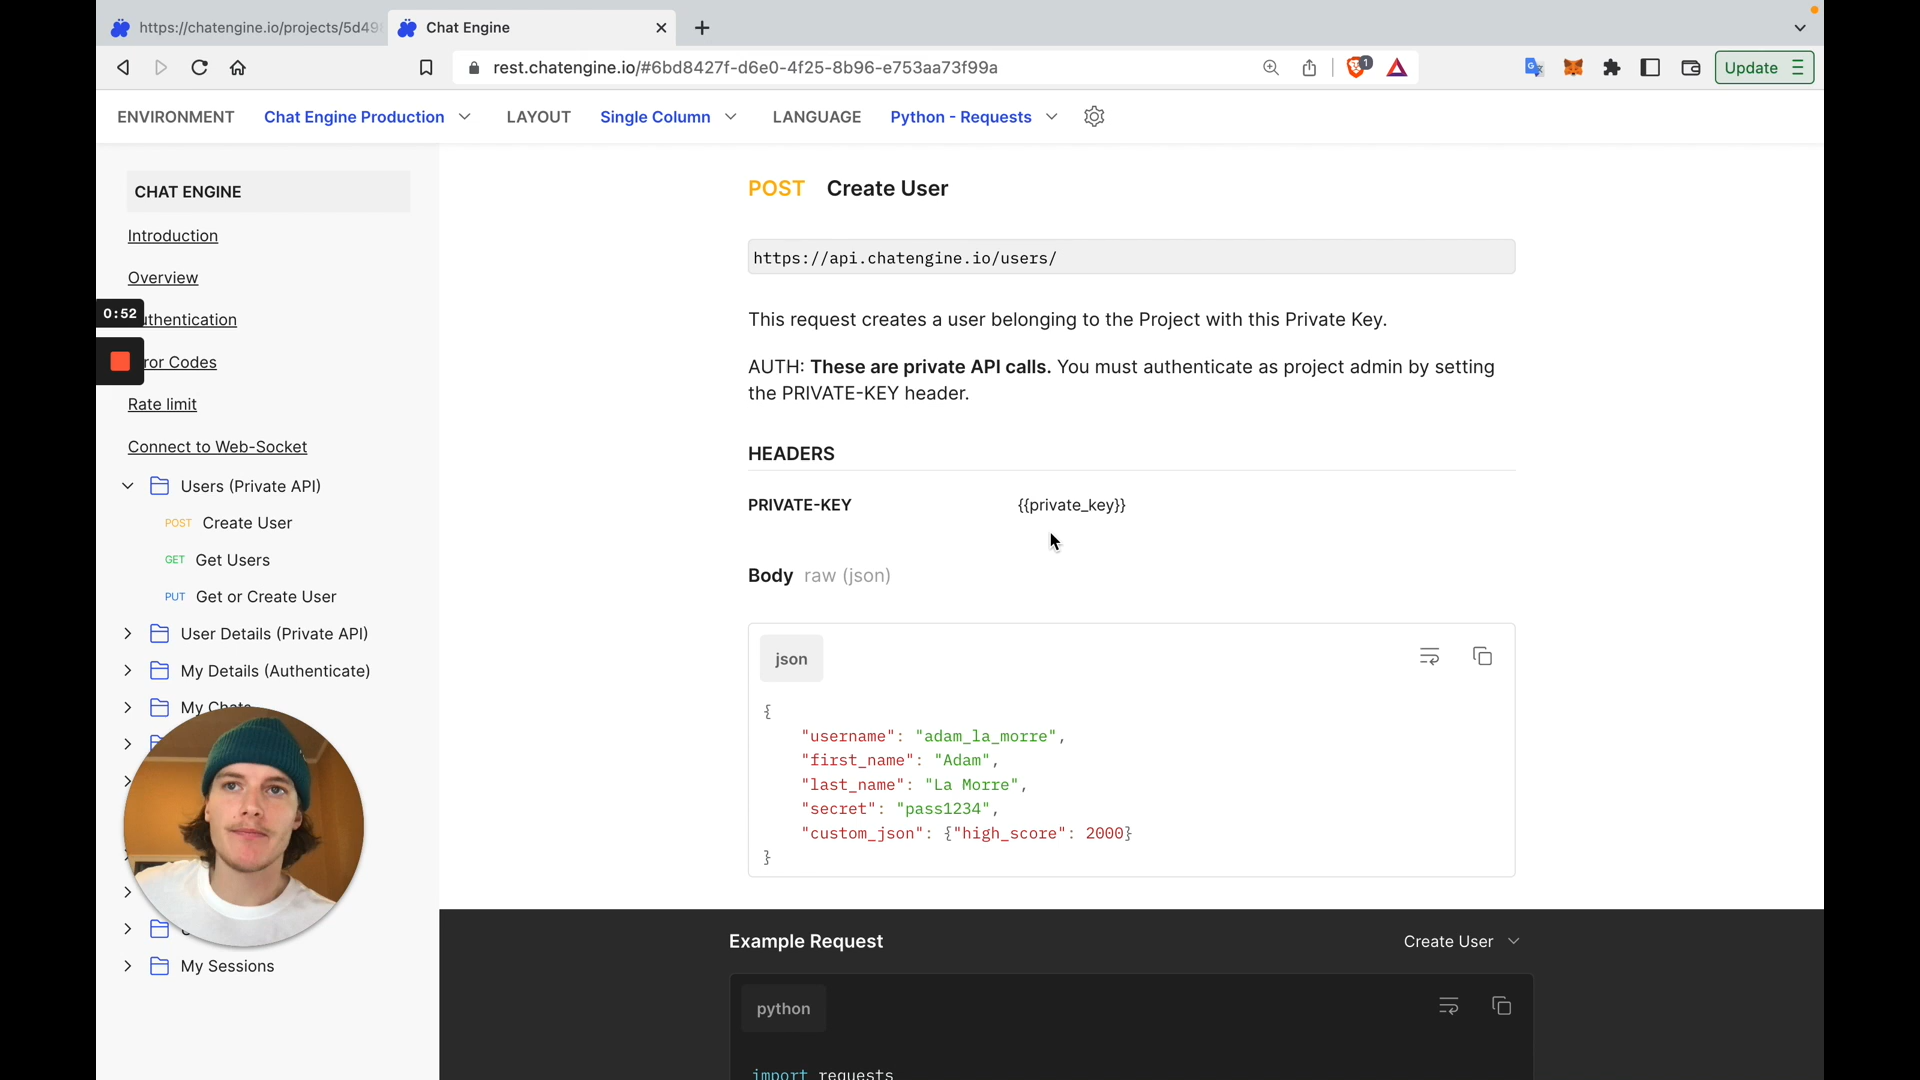 https://chatengine.io/projects/5d49
Chat Engine
rest.chatengine.io/#6bd8427f-d6e0-4f25-8b96-e753aa73f99a
1
Update
ENVIRONMENT Chat Engine Production LAYOUT Single Column LANGUAGE Python - Requests
CHAT ENGINE
Introduction
Overview
0:52
uthentication
ror Codes
Rate limit
Connect to Web-Socket
Users (Private API)
POST Create User
GET Get Users
PUT Get or Create User
User Details (Private API)
My Details (Authenticate)
My Chats
My Sessions
POST Create User
https://api.chatengine.io/users/
This request creates a user belonging to the Project with this Private Key.
AUTH: These are private API calls. You must authenticate as project admin by setting
the PRIVATE-KEY header.
HEADERS
PRIVATE-KEY {{private_key}}
Body raw (json)
json
{
"username": "adam_la_morre",
"first_name": "Adam",
"last_name": "La Morre",
"secret": "pass1234",
"custom_json": {"high_score": 2000}
}
Example Request
Create User
python
import requests